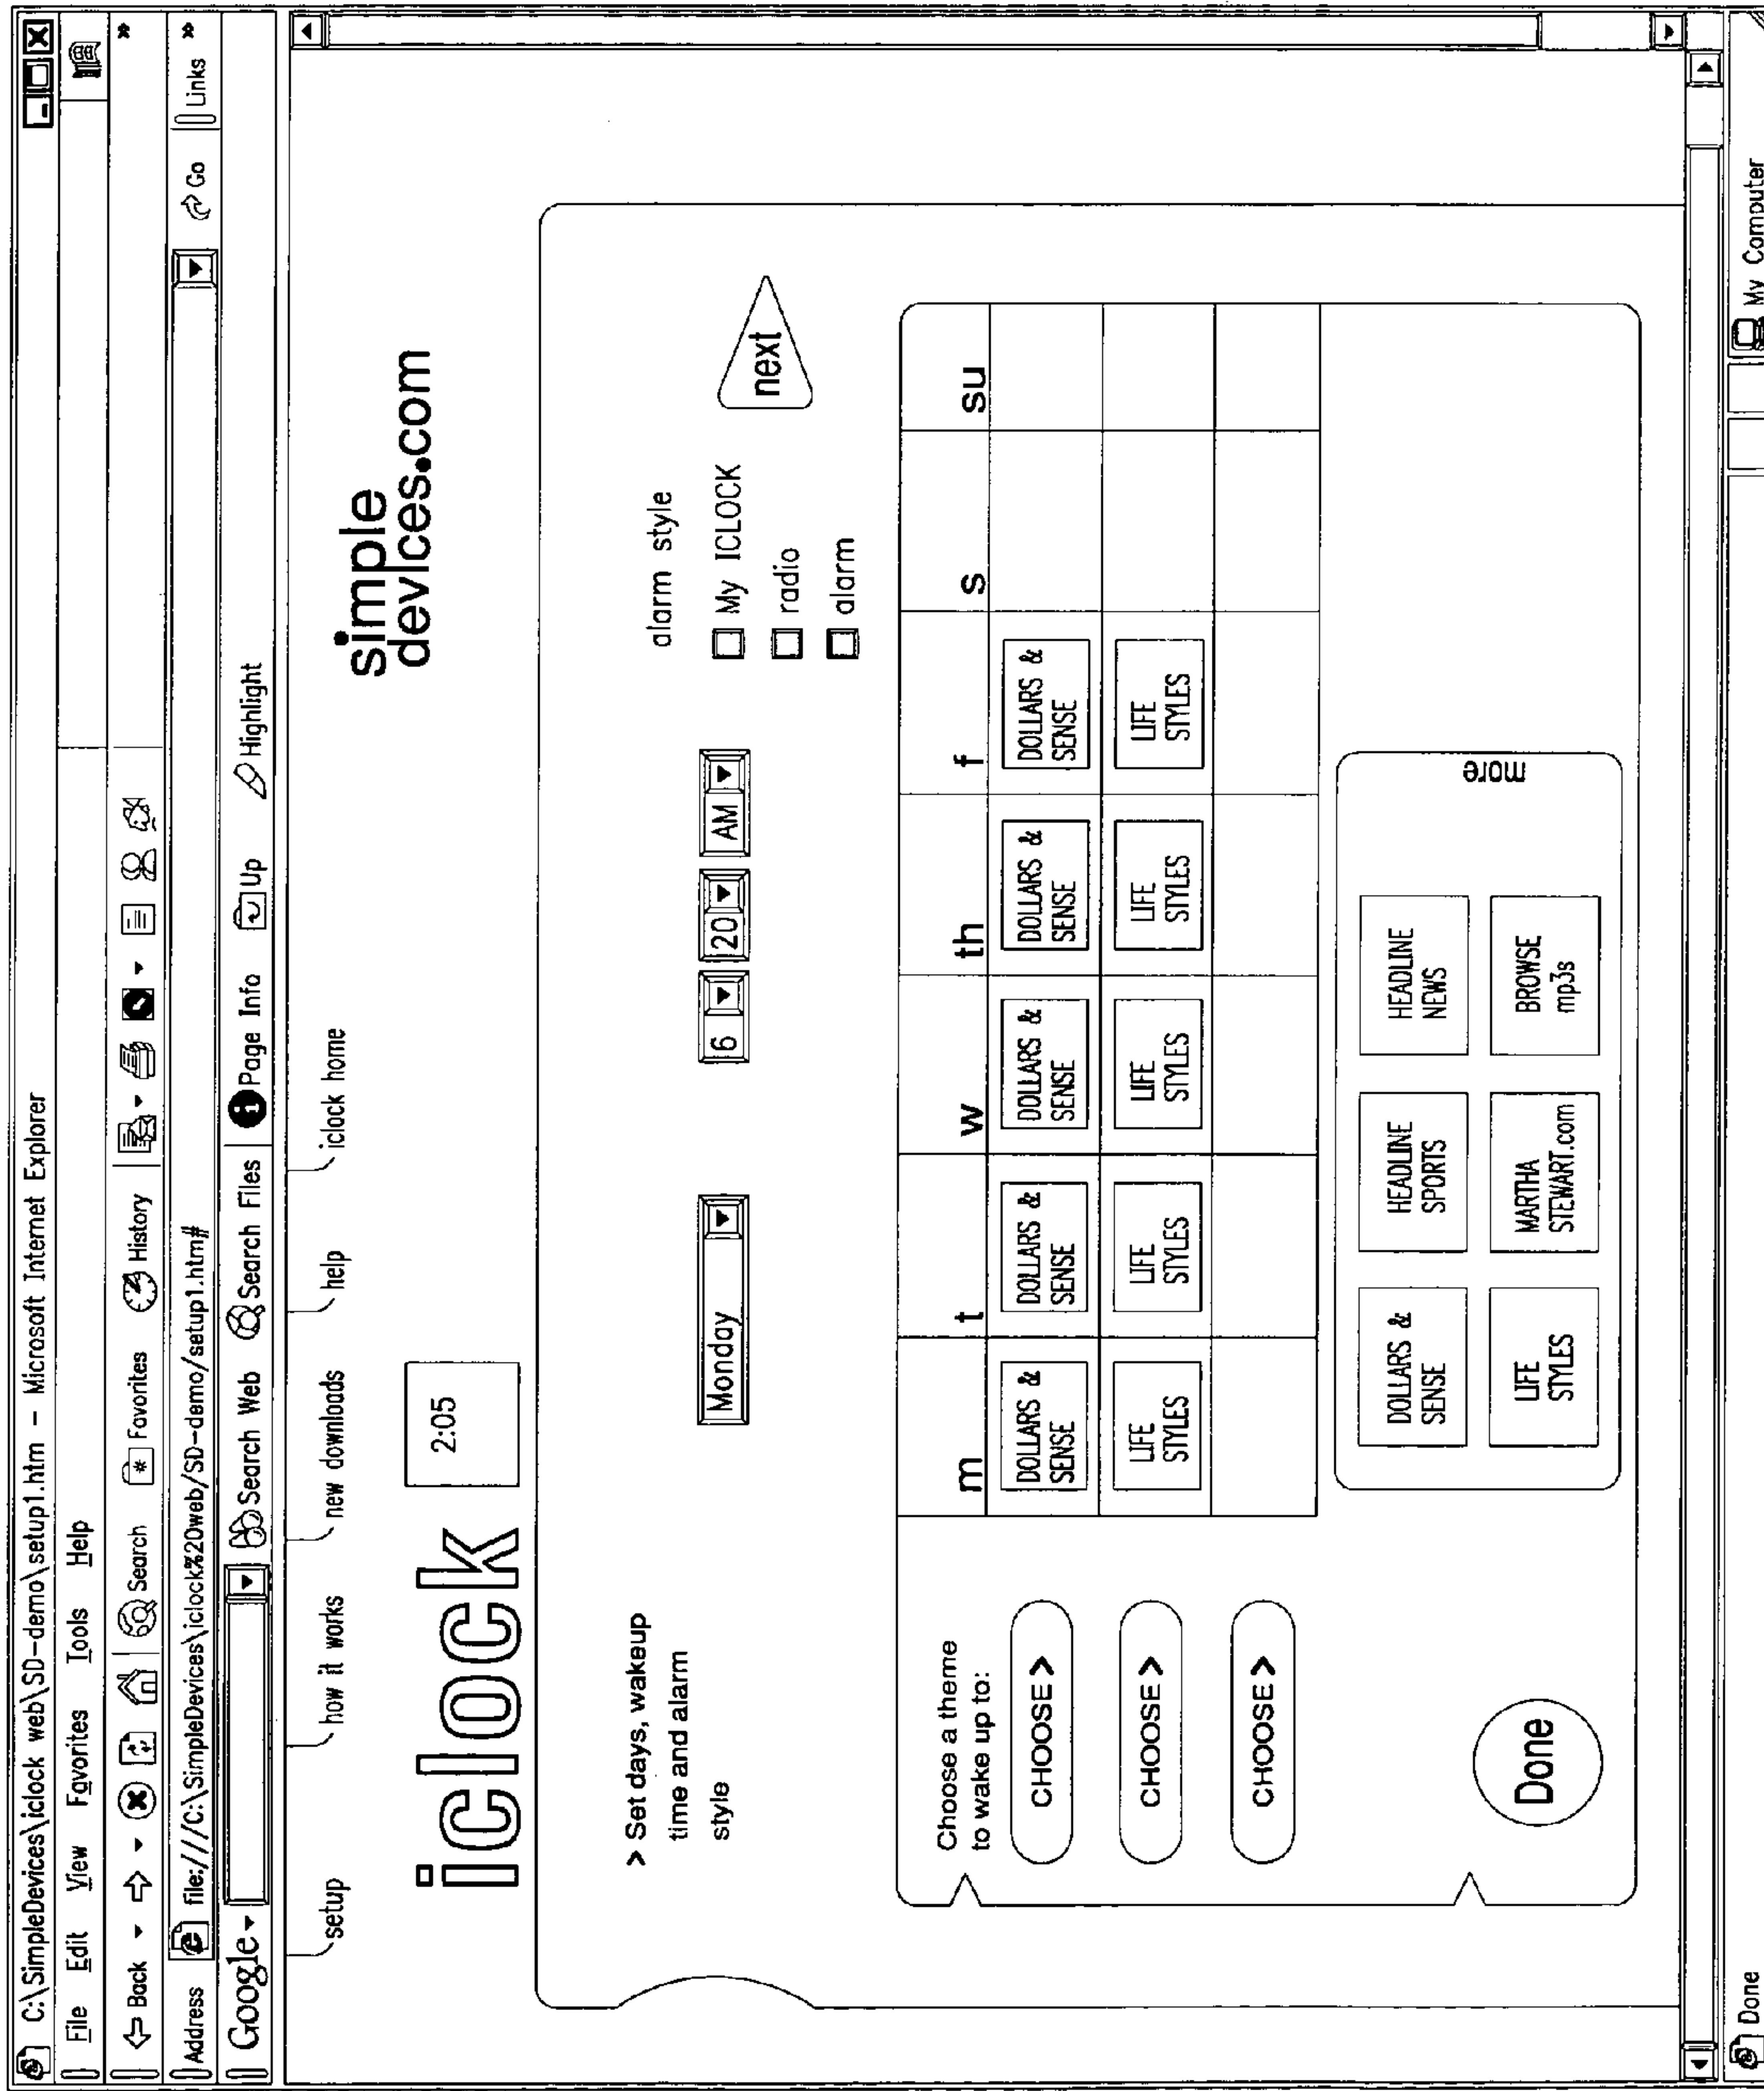 C:\SimpleDevices\iclock web\SD-demo\setup1.htm - Microsoft Internet Explorer
File Edit View Favorites Tools Help
Back Search Favorites History
Address file:///C:\SimpleDevices\iclock%20web/SD-demo/setup1.htm# Go Links
Google Search Web Search Files Page Info Up Highlight
setup how it works new downloads help iclock home
simple
devices.com
iclock 2:05
> Set days, wakeup
time and alarm
style
Monday 6 20 AM
alarm style
My ICLOCK
radio
alarm
next
Choose a theme
to wake up to:
m t w th f s su
CHOOSE >
DOLLARS &
SENSE
DOLLARS &
SENSE
DOLLARS &
SENSE
DOLLARS &
SENSE
DOLLARS &
SENSE
CHOOSE >
LIFE
STYLES
LIFE
STYLES
LIFE
STYLES
LIFE
STYLES
LIFE
STYLES
CHOOSE >
DOLLARS &
SENSE
HEADLINE
SPORTS
HEADLINE
NEWS
LIFE
STYLES
MARTHA
STEWART.com
BROWSE
mp3s
more
Done
Done My Computer